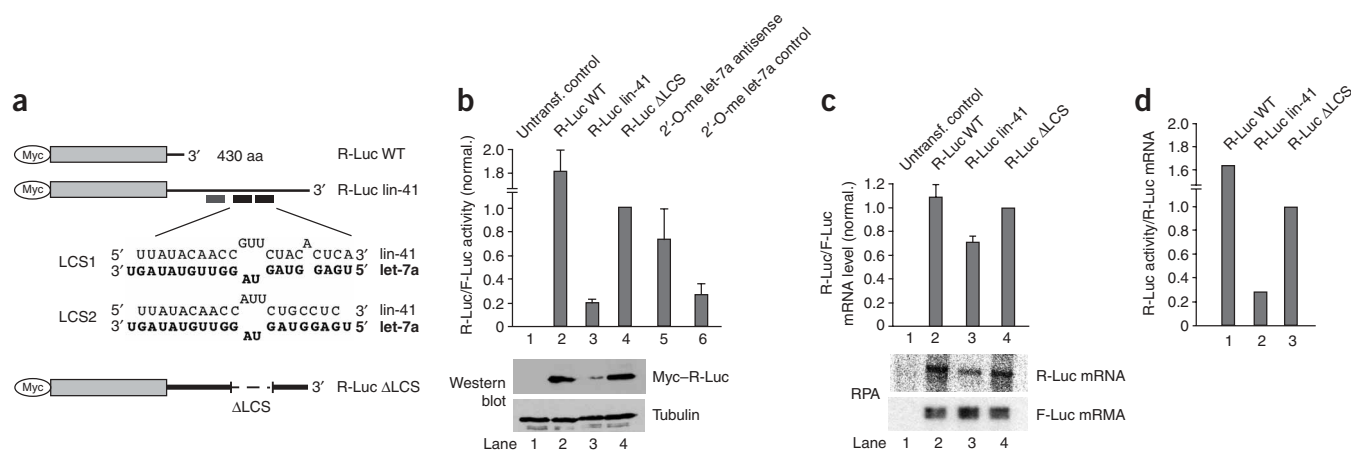 a
Myc
3′
430 aa
R-Luc WT
Myc
3′
R-Luc lin-41
LCS1
GUU A
5′ UUAUACAACC CUAC CUCA 3′ lin-41
3′ UGAUAUGUUGG GAUG GAGU 5′ let-7a
AU
LCS2
AUU
5′ UUAUACAACC CUGCCUC 3′ lin-41
3′ UGAUAUGUUGG GAUGGAGU 5′ let-7a
AU
Myc
3′
R-Luc ΔLCS
ΔLCS
b
Untransf. control
R-Luc WT
R-Luc lin-41
R-Luc ΔLCS
2′-O-me let-7a antisense
2′-O-me let-7a control
R-Luc/F-Luc activity (normal.)
2.0
1.6
1.0
0.8
0.6
0.4
0.2
0
1 2 3 4 5 6
Western blot
Myc–R-Luc
Tubulin
Lane 1 2 3 4
c
Untransf. control
R-Luc WT
R-Luc lin-41
R-Luc ΔLCS
R-Luc/F-Luc
mRNA level (normal.)
1.2
1.0
0.8
0.6
0.4
0.2
0
1 2 3 4
RPA
R-Luc mRNA
F-Luc mRMA
Lane 1 2 3 4
d
R-Luc WT
R-Luc lin-41
R-Luc ΔLCS
R-Luc activity/R-Luc mRNA
2.0
1.8
1.6
1.0
0.8
0.6
0.4
0.2
0
1 2 3